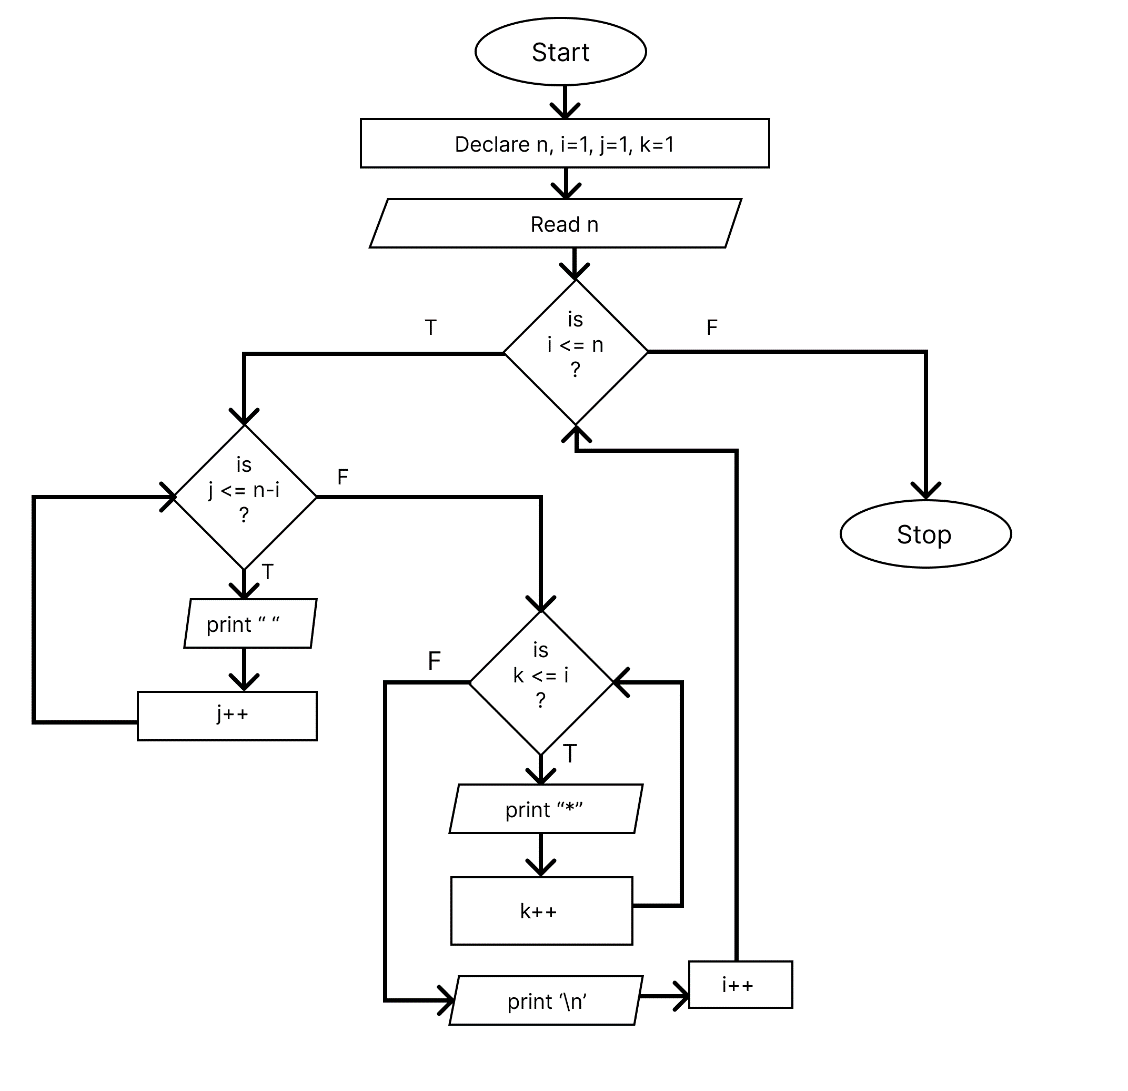 Start
Declare n, i=1, j=1, k=1
Read n
is
i <= n
?
T
F
is
j <= n-i
?
F
T
print “ “
j++
Stop
is
k <= i
?
F
T
print “*”
k++
print ‘\n’
i++